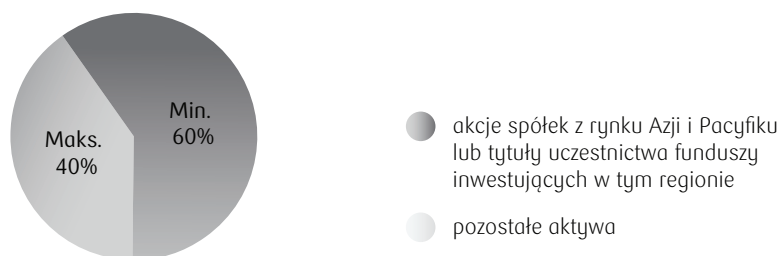 Min.
60%
Maks.
40%
akcje spółek z rynku Azji i Pacyfiku
lub tytuły uczestnictwa funduszy
inwestujących w tym regionie
pozostałe aktywa